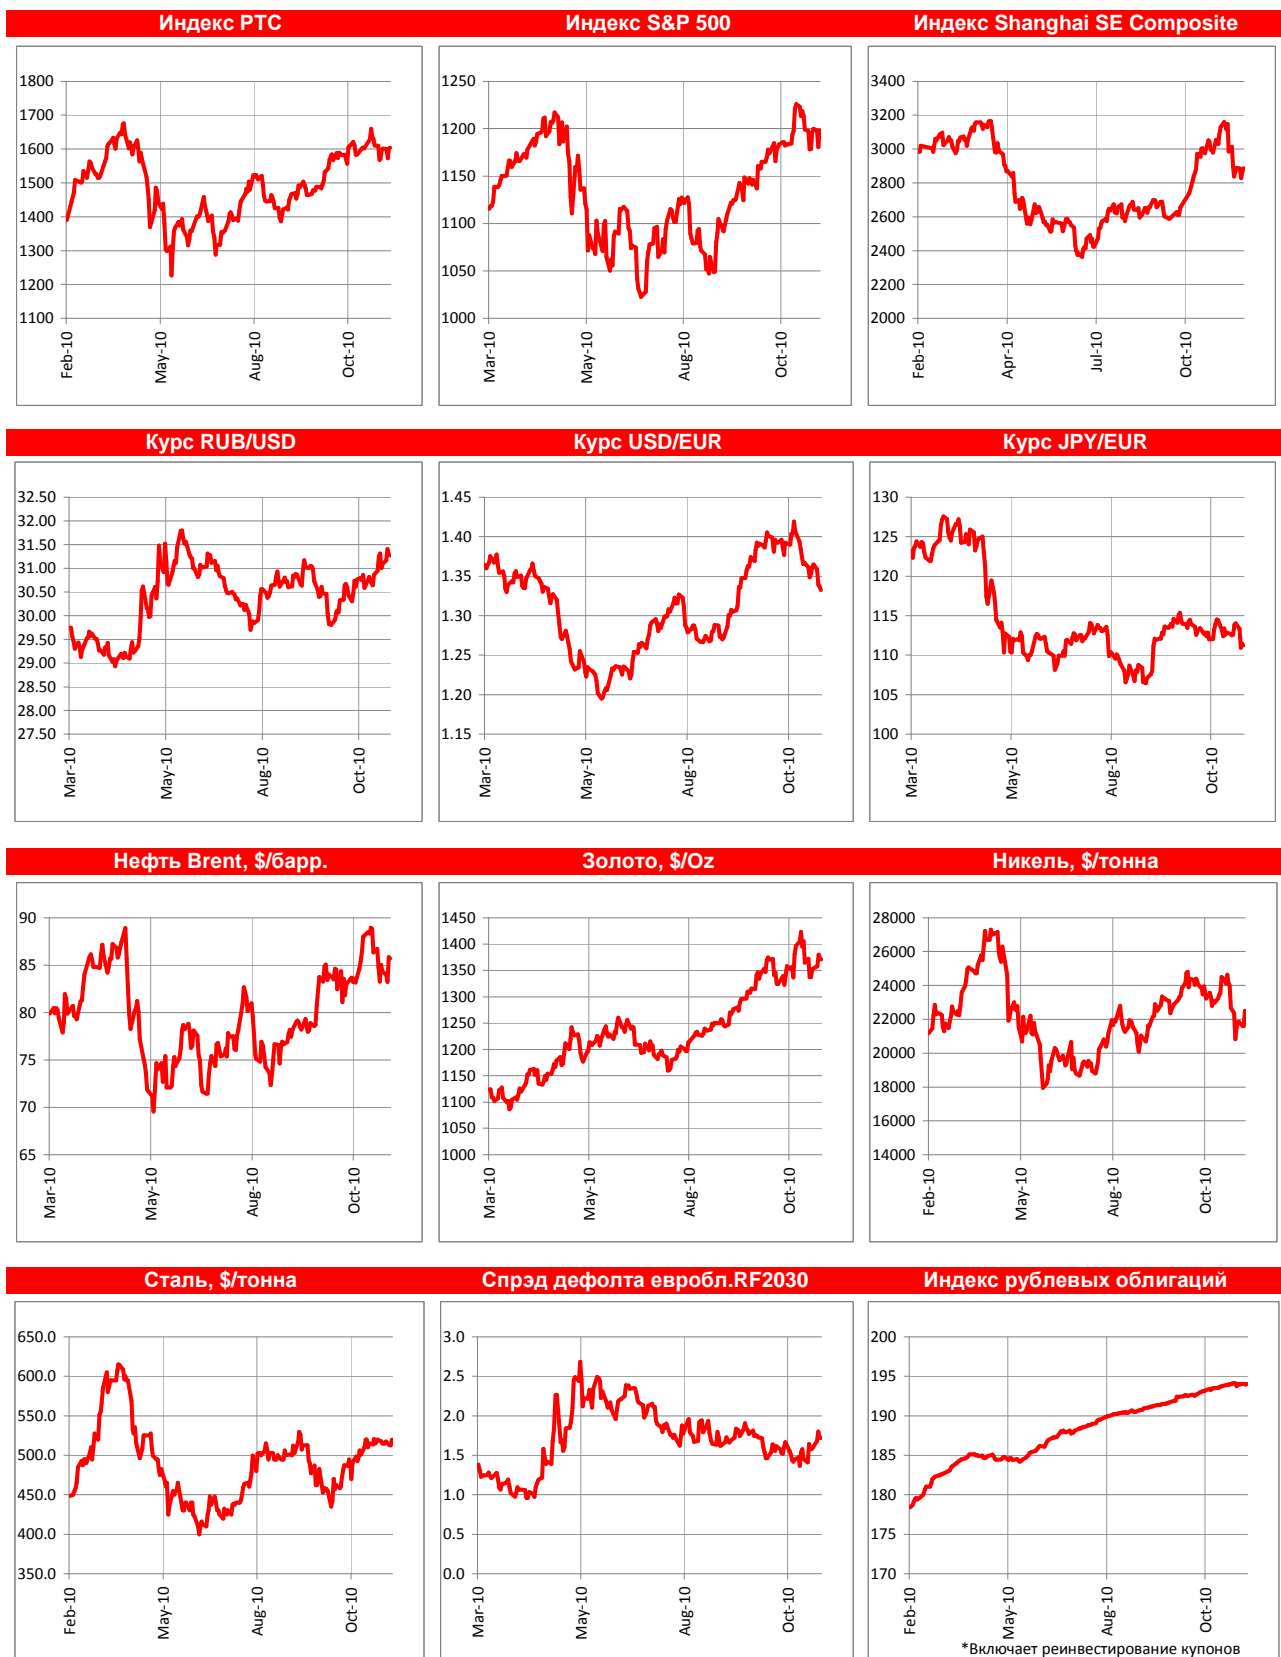 Индекс РТС
Индекс S&P 500
Индекс Shanghai SE Composite
1800
1700
1600
1500
1400
1300
1200
1100
Feb-10
May-10
Aug-10
Oct-10
1250
1200
1150
1100
1050
1000
Mar-10
May-10
Aug-10
Oct-10
3400
3200
3000
2800
2600
2400
2200
2000
Feb-10
Apr-10
Jul-10
Oct-10
Курс RUB/USD
Курс USD/EUR
Курс JPY/EUR
32.50
32.00
31.50
31.00
30.50
30.00
29.50
29.00
28.50
28.00
27.50
Mar-10
May-10
Aug-10
Oct-10
1.45
1.40
1.35
1.30
1.25
1.20
1.15
Mar-10
May-10
Aug-10
Oct-10
130
125
120
115
110
105
100
Mar-10
May-10
Aug-10
Oct-10
Нефть Brent, $/барр.
Золото, $/Oz
Никель, $/тонна
90
85
80
75
70
65
Mar-10
May-10
Aug-10
Oct-10
1450
1400
1350
1300
1250
1200
1150
1100
1050
1000
Mar-10
May-10
Aug-10
Oct-10
28000
26000
24000
22000
20000
18000
16000
14000
Feb-10
May-10
Aug-10
Oct-10
Сталь, $/тонна
Спрэд дефолта евробл.RF2030
Индекс рублевых облигаций
650.0
600.0
550.0
500.0
450.0
400.0
350.0
Feb-10
May-10
Aug-10
Oct-10
3.0
2.5
2.0
1.5
1.0
0.5
0.0
Mar-10
May-10
Aug-10
Oct-10
200
195
190
185
180
175
170
Feb-10
May-10
Aug-10
Oct-10
*Включает реинвестирование купонов